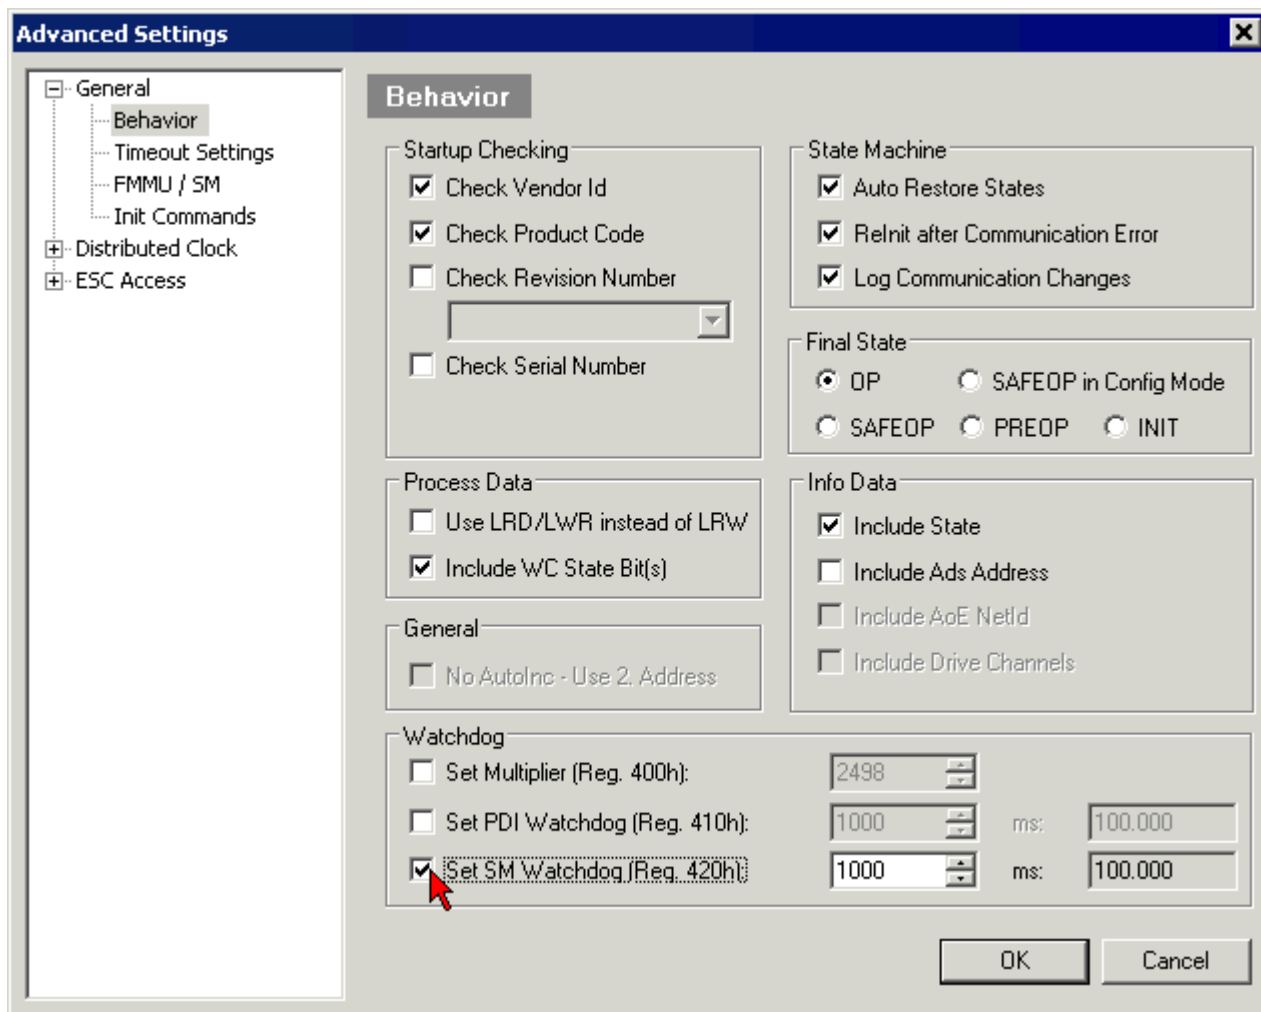 Advanced Settings
General
Behavior
Timeout Settings
FMMU / SM
Init Commands
Distributed Clock
ESC Access
Behavior
Startup Checking
Check Vendor Id
Check Product Code
Check Revision Number
Check Serial Number
State Machine
Auto Restore States
ReInit after Communication Error
Log Communication Changes
Final State
OP SAFEOP in Config Mode
SAFEOP PREOP INIT
Process Data
Use LRD/LWR instead of LRW
Include WC State Bit(s)
Info Data
Include State
Include Ads Address
Include AoE NetId
Include Drive Channels
General
No AutoInc - Use 2. Address
Watchdog
Set Multiplier (Reg. 400h): 2498
Set PDI Watchdog (Reg. 410h): 1000 ms: 100.000
Set SM Watchdog (Reg. 420h): 1000 ms: 100.000
OK Cancel